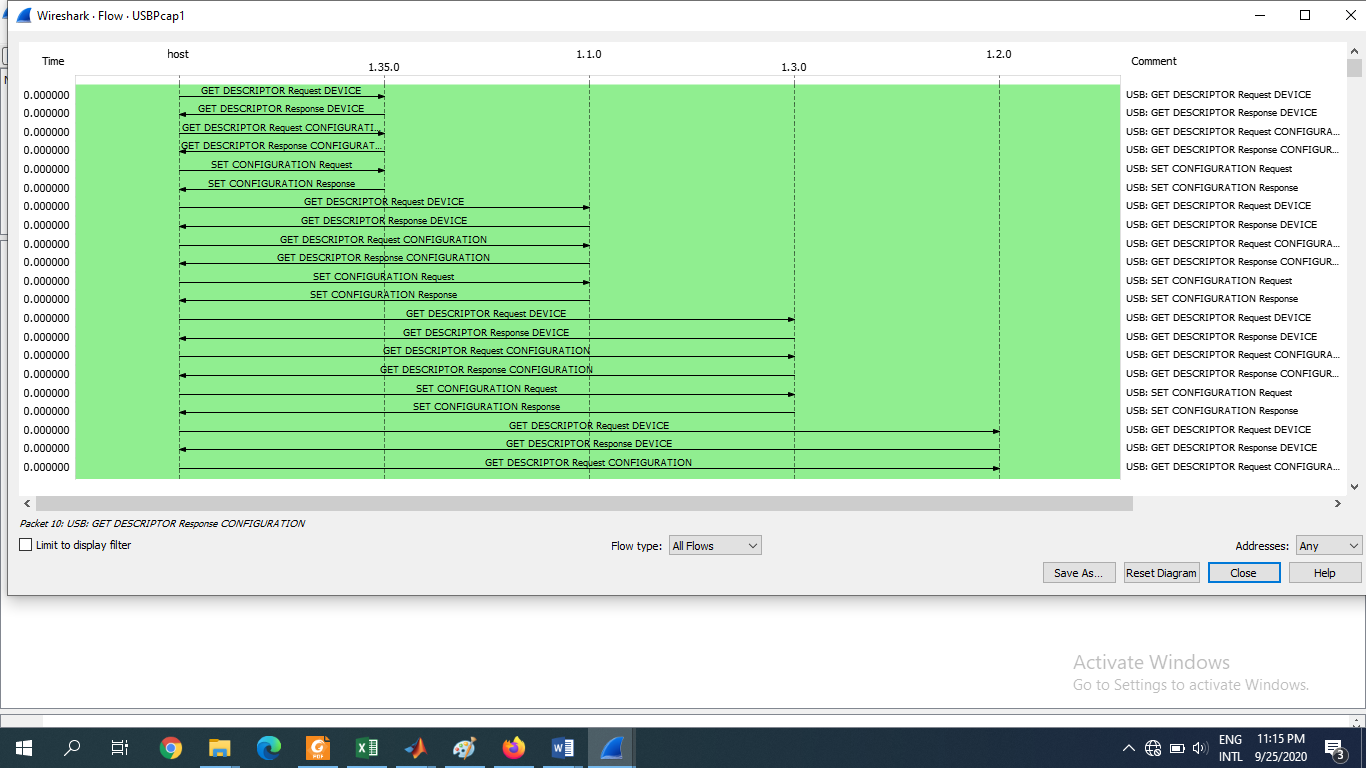 Wireshark · Flow · USBPcap1
Time
host
1.35.0
1.1.0
1.3.0
1.2.0
Comment
0.000000 GET DESCRIPTOR Request DEVICE USB: GET DESCRIPTOR Request DEVICE
0.000000 GET DESCRIPTOR Response DEVICE USB: GET DESCRIPTOR Response DEVICE
0.000000 GET DESCRIPTOR Request CONFIGURATI... USB: GET DESCRIPTOR Request CONFIGURA...
0.000000 GET DESCRIPTOR Response CONFIGURAT... USB: GET DESCRIPTOR Response CONFIGUR...
0.000000 SET CONFIGURATION Request USB: SET CONFIGURATION Request
0.000000 SET CONFIGURATION Response USB: SET CONFIGURATION Response
0.000000 GET DESCRIPTOR Request DEVICE USB: GET DESCRIPTOR Request DEVICE
0.000000 GET DESCRIPTOR Response DEVICE USB: GET DESCRIPTOR Response DEVICE
0.000000 GET DESCRIPTOR Request CONFIGURATION USB: GET DESCRIPTOR Request CONFIGURA...
0.000000 GET DESCRIPTOR Response CONFIGURATION USB: GET DESCRIPTOR Response CONFIGUR...
0.000000 SET CONFIGURATION Request USB: SET CONFIGURATION Request
0.000000 SET CONFIGURATION Response USB: SET CONFIGURATION Response
0.000000 GET DESCRIPTOR Request DEVICE USB: GET DESCRIPTOR Request DEVICE
0.000000 GET DESCRIPTOR Response DEVICE USB: GET DESCRIPTOR Response DEVICE
0.000000 GET DESCRIPTOR Request CONFIGURATION USB: GET DESCRIPTOR Request CONFIGURA...
0.000000 GET DESCRIPTOR Response CONFIGURATION USB: GET DESCRIPTOR Response CONFIGUR...
0.000000 SET CONFIGURATION Request USB: SET CONFIGURATION Request
0.000000 SET CONFIGURATION Response USB: SET CONFIGURATION Response
0.000000 GET DESCRIPTOR Request DEVICE USB: GET DESCRIPTOR Request DEVICE
0.000000 GET DESCRIPTOR Response DEVICE USB: GET DESCRIPTOR Response DEVICE
0.000000 GET DESCRIPTOR Request CONFIGURATION USB: GET DESCRIPTOR Request CONFIGURA...
Packet 10: USB: GET DESCRIPTOR Response CONFIGURATION
Limit to display filter
Flow type: All Flows
Addresses: Any
Save As...
Reset Diagram
Close
Help
Activate Windows
Go to Settings to activate Windows.
ENG
INTL
11:15 PM
9/25/2020
3